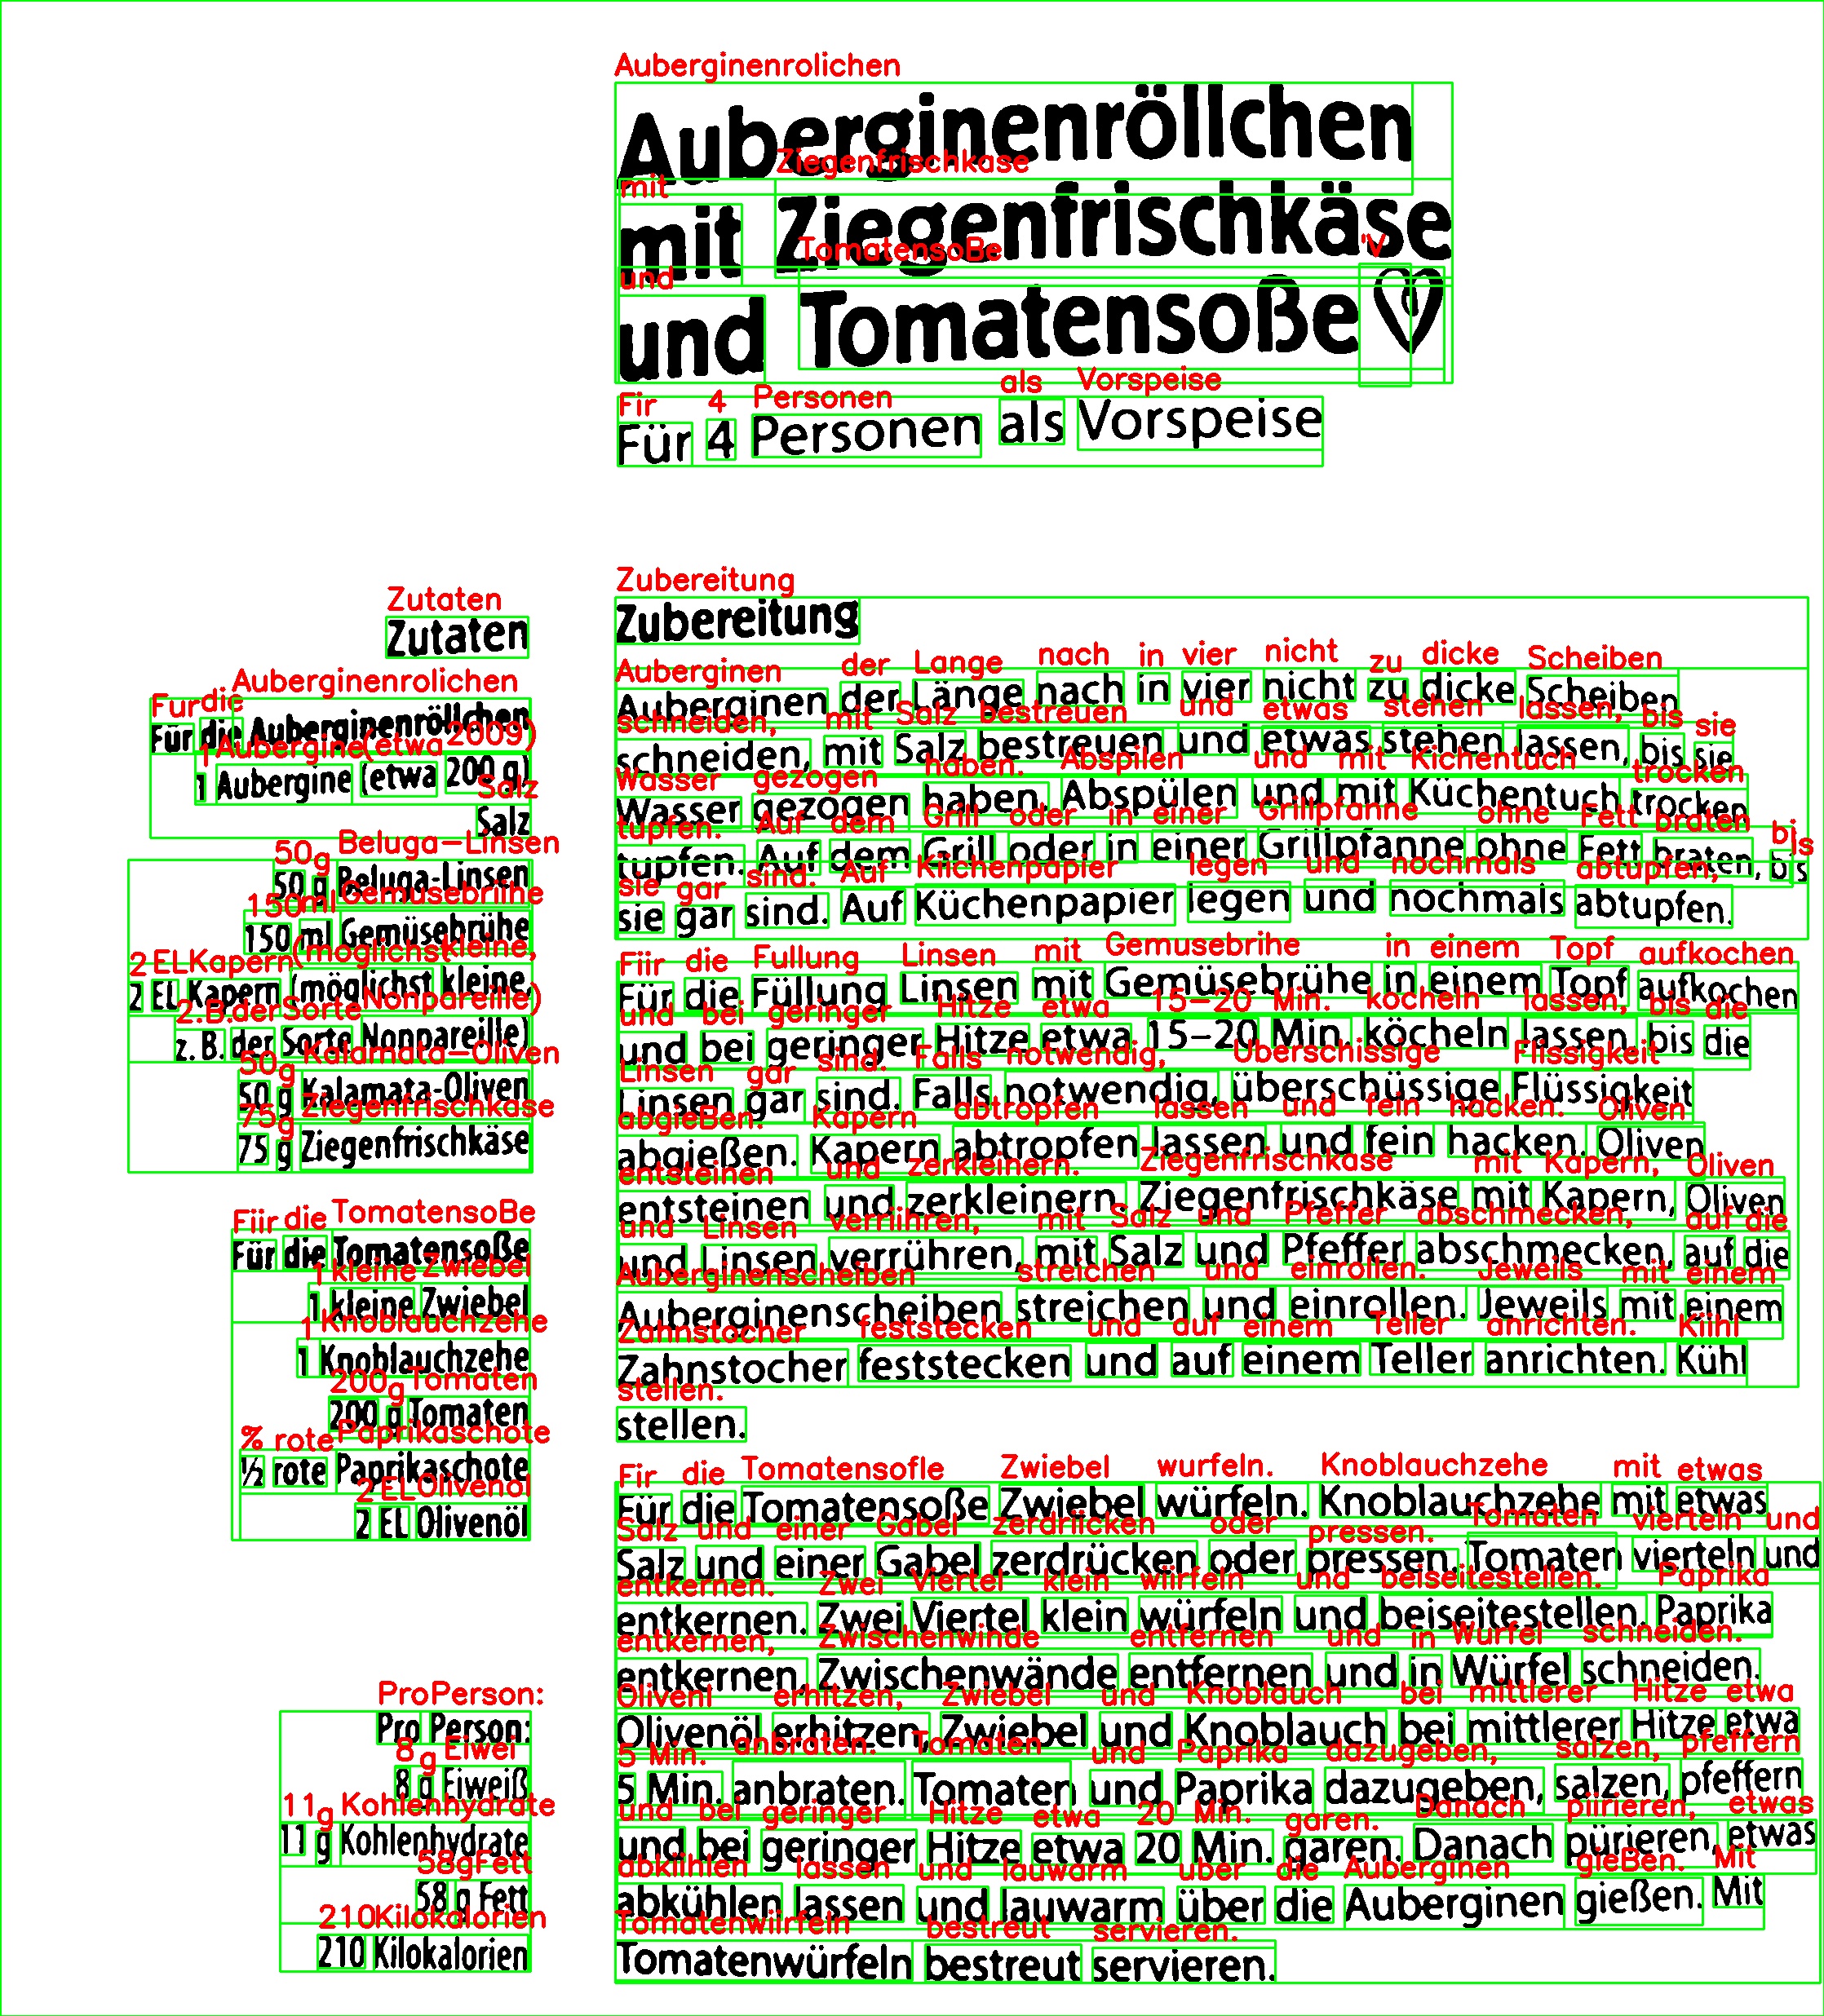 Auberginenröllchen
mit Ziegenfrischkäse
und Tomatensoße
Für 4 Personen als Vorspeise
Zutaten
Für die Auberginenröllchen
1 Aubergine (etwa 200 g)
Salz
50 g Beluga-Linsen
150 ml Gemüsebrühe
2 EL Kapern (möglichst kleine,
z. B. der Sorte Nonpareille)
50 g Kalamata-Oliven
75 g Ziegenfrischkäse
Für die Tomatensoße
1 kleine Zwiebel
1 Knoblauchzehe
200 g Tomaten
½ rote Paprikaschote
2 EL Olivenöl
Pro Person:
8 g Eiweiß
11 g Kohlenhydrate
58 g Fett
210 Kilokalorien
Zubereitung
Auberginen der Länge nach in vier nicht zu dicke Scheiben
schneiden, mit Salz bestreuen und etwas stehen lassen, bis sie
Wasser gezogen haben. Abspülen und mit Küchentuch trocken
tupfen. Auf dem Grill oder in einer Grillpfanne ohne Fett braten, bis
sie gar sind. Auf Küchenpapier legen und nochmals abtupfen.
Für die Füllung Linsen mit Gemüsebrühe in einem Topf aufkochen
und bei geringer Hitze etwa 15–20 Min. köcheln lassen, bis die
Linsen gar sind. Falls notwendig, überschüssige Flüssigkeit
abgießen. Kapern abtropfen lassen und fein hacken. Oliven
entsteinen und zerkleinern. Ziegenfrischkäse mit Kapern, Oliven
und Linsen verrühren, mit Salz und Pfeffer abschmecken, auf die
Auberginenscheiben streichen und einrollen. Jeweils mit einem
Zahnstocher feststecken und auf einem Teller anrichten. Kühl
stellen.
Für die Tomatensoße Zwiebel würfeln. Knoblauchzehe mit etwas
Salz und einer Gabel zerdrücken oder pressen. Tomaten vierteln und
entkernen. Zwei Viertel klein würfeln und beiseitestellen. Paprika
entkernen, Zwischenwände entfernen und in Würfel schneiden.
Olivenöl erhitzen, Zwiebel und Knoblauch bei mittlerer Hitze etwa
5 Min. anbraten. Tomaten und Paprika dazugeben, salzen, pfeffern
und bei geringer Hitze etwa 20 Min. garen. Danach pürieren, etwas
abkühlen lassen und lauwarm über die Auberginen gießen. Mit
Tomatenwürfeln bestreut servieren.